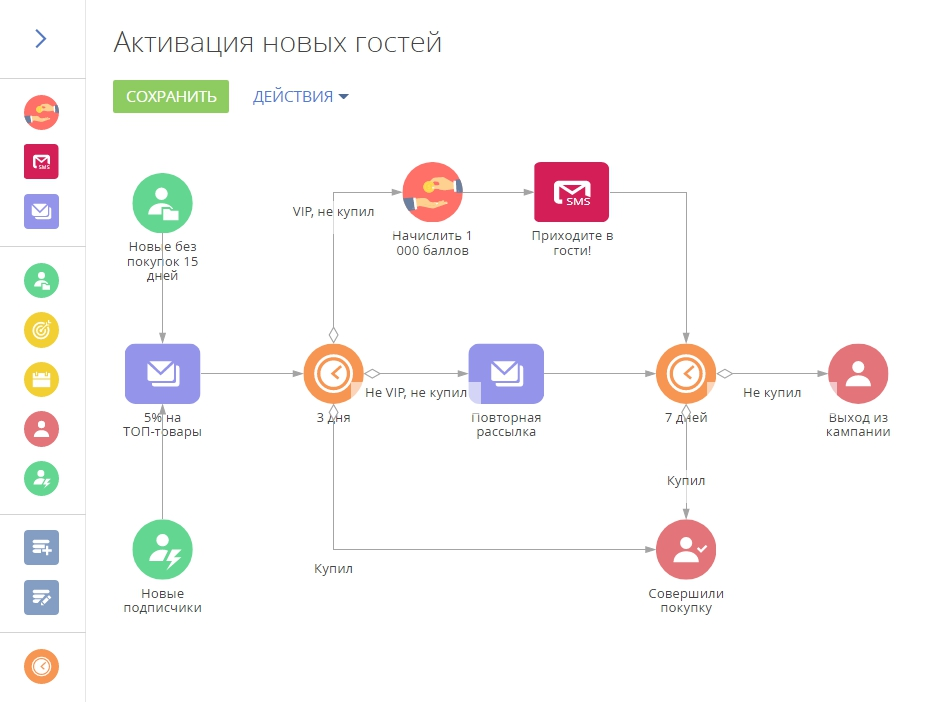 Активация новых гостей
СОХРАНИТЬ
ДЕЙСТВИЯ
SMS
SMS
VIP, не купил
Новые без
покупок 15
дней
Начислить 1
000 баллов
Приходите в
гости!
5% на
ТОП-товары
3 дня
Не VIP, не купил
Повторная
рассылка
7 дней
Не купил
Выход из
кампании
Купил
Купил
Новые
подписчики
Совершили
покупку